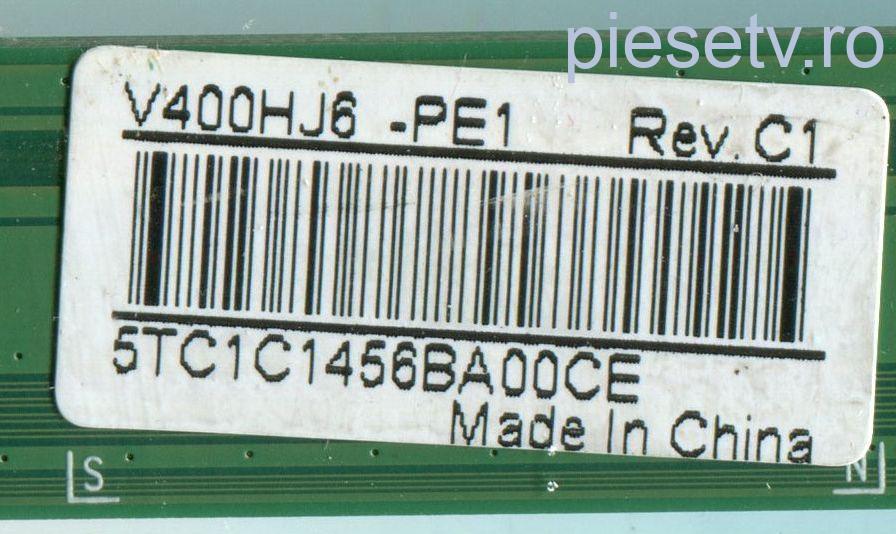 piesetv.ro
V400HJ6 -PE1 Rev. C1
5TC1C1456BA00CE
Made In China
S N